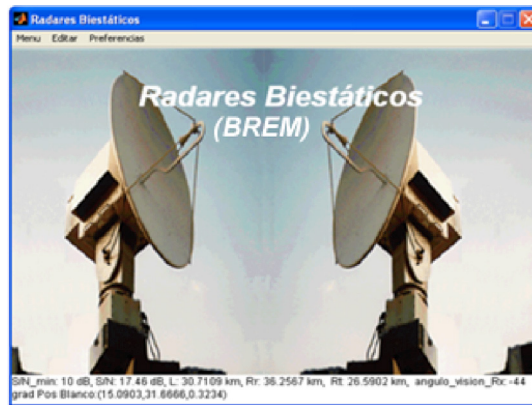 Radares Biestáticos
Menu Editar Preferencias
Radares Biestáticos
(BREM)
S/N_min: 10 dB, S/N: 17.46 dB, L: 30.7109 km, Rr: 36.2567 km, Rt: 26.5902 km, angulo_vision_Rx: -44
grad Pos Blanco:(15.0903,31.6666,0.3234)